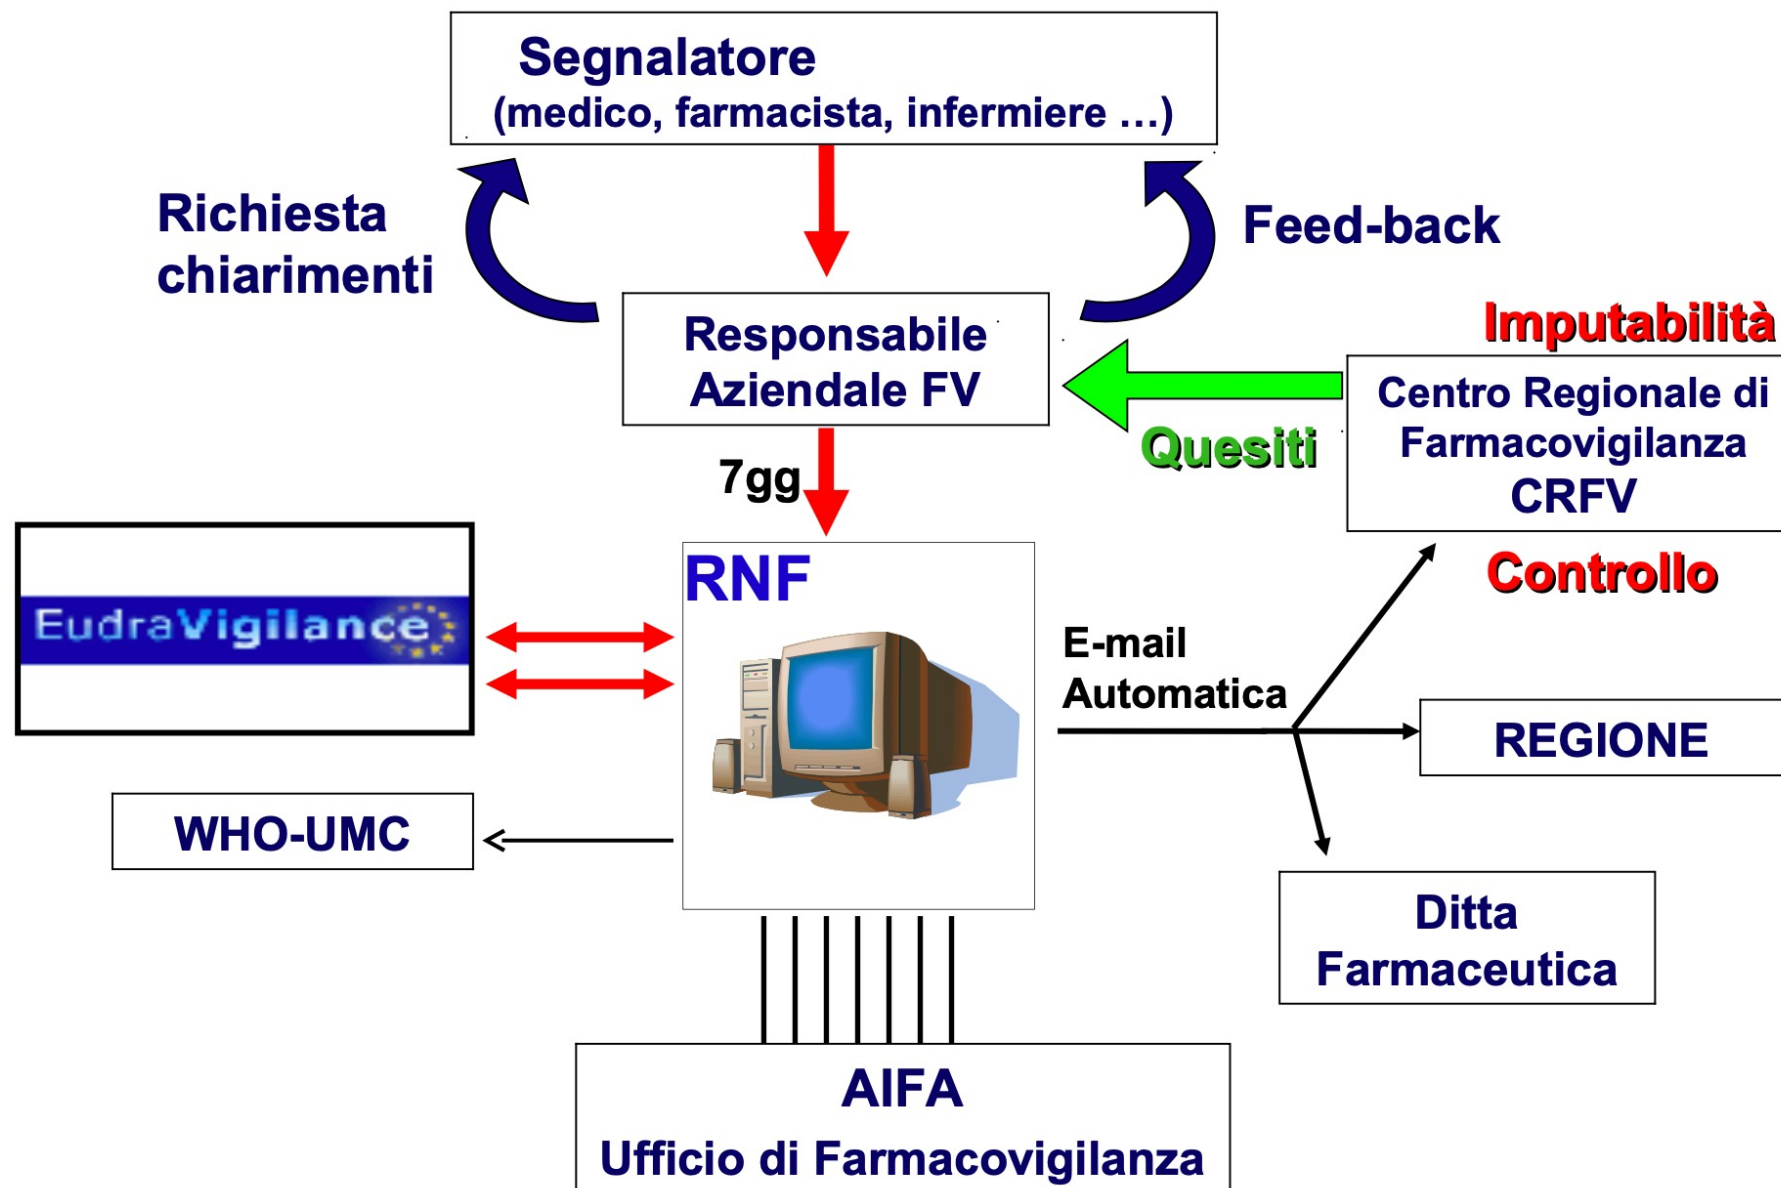 Segnalatore
(medico, farmacista, infermiere …)
Richiesta
chiarimenti
Feed-back
Responsabile
Aziendale FV
Imputabilità
Centro Regionale di
Farmacovigilanza
CRFV
Quesiti
7gg
Controllo
EudraVigilance
RNF
E-mail
Automatica
REGIONE
WHO-UMC
Ditta
Farmaceutica
AIFA
Ufficio di Farmacovigilanza